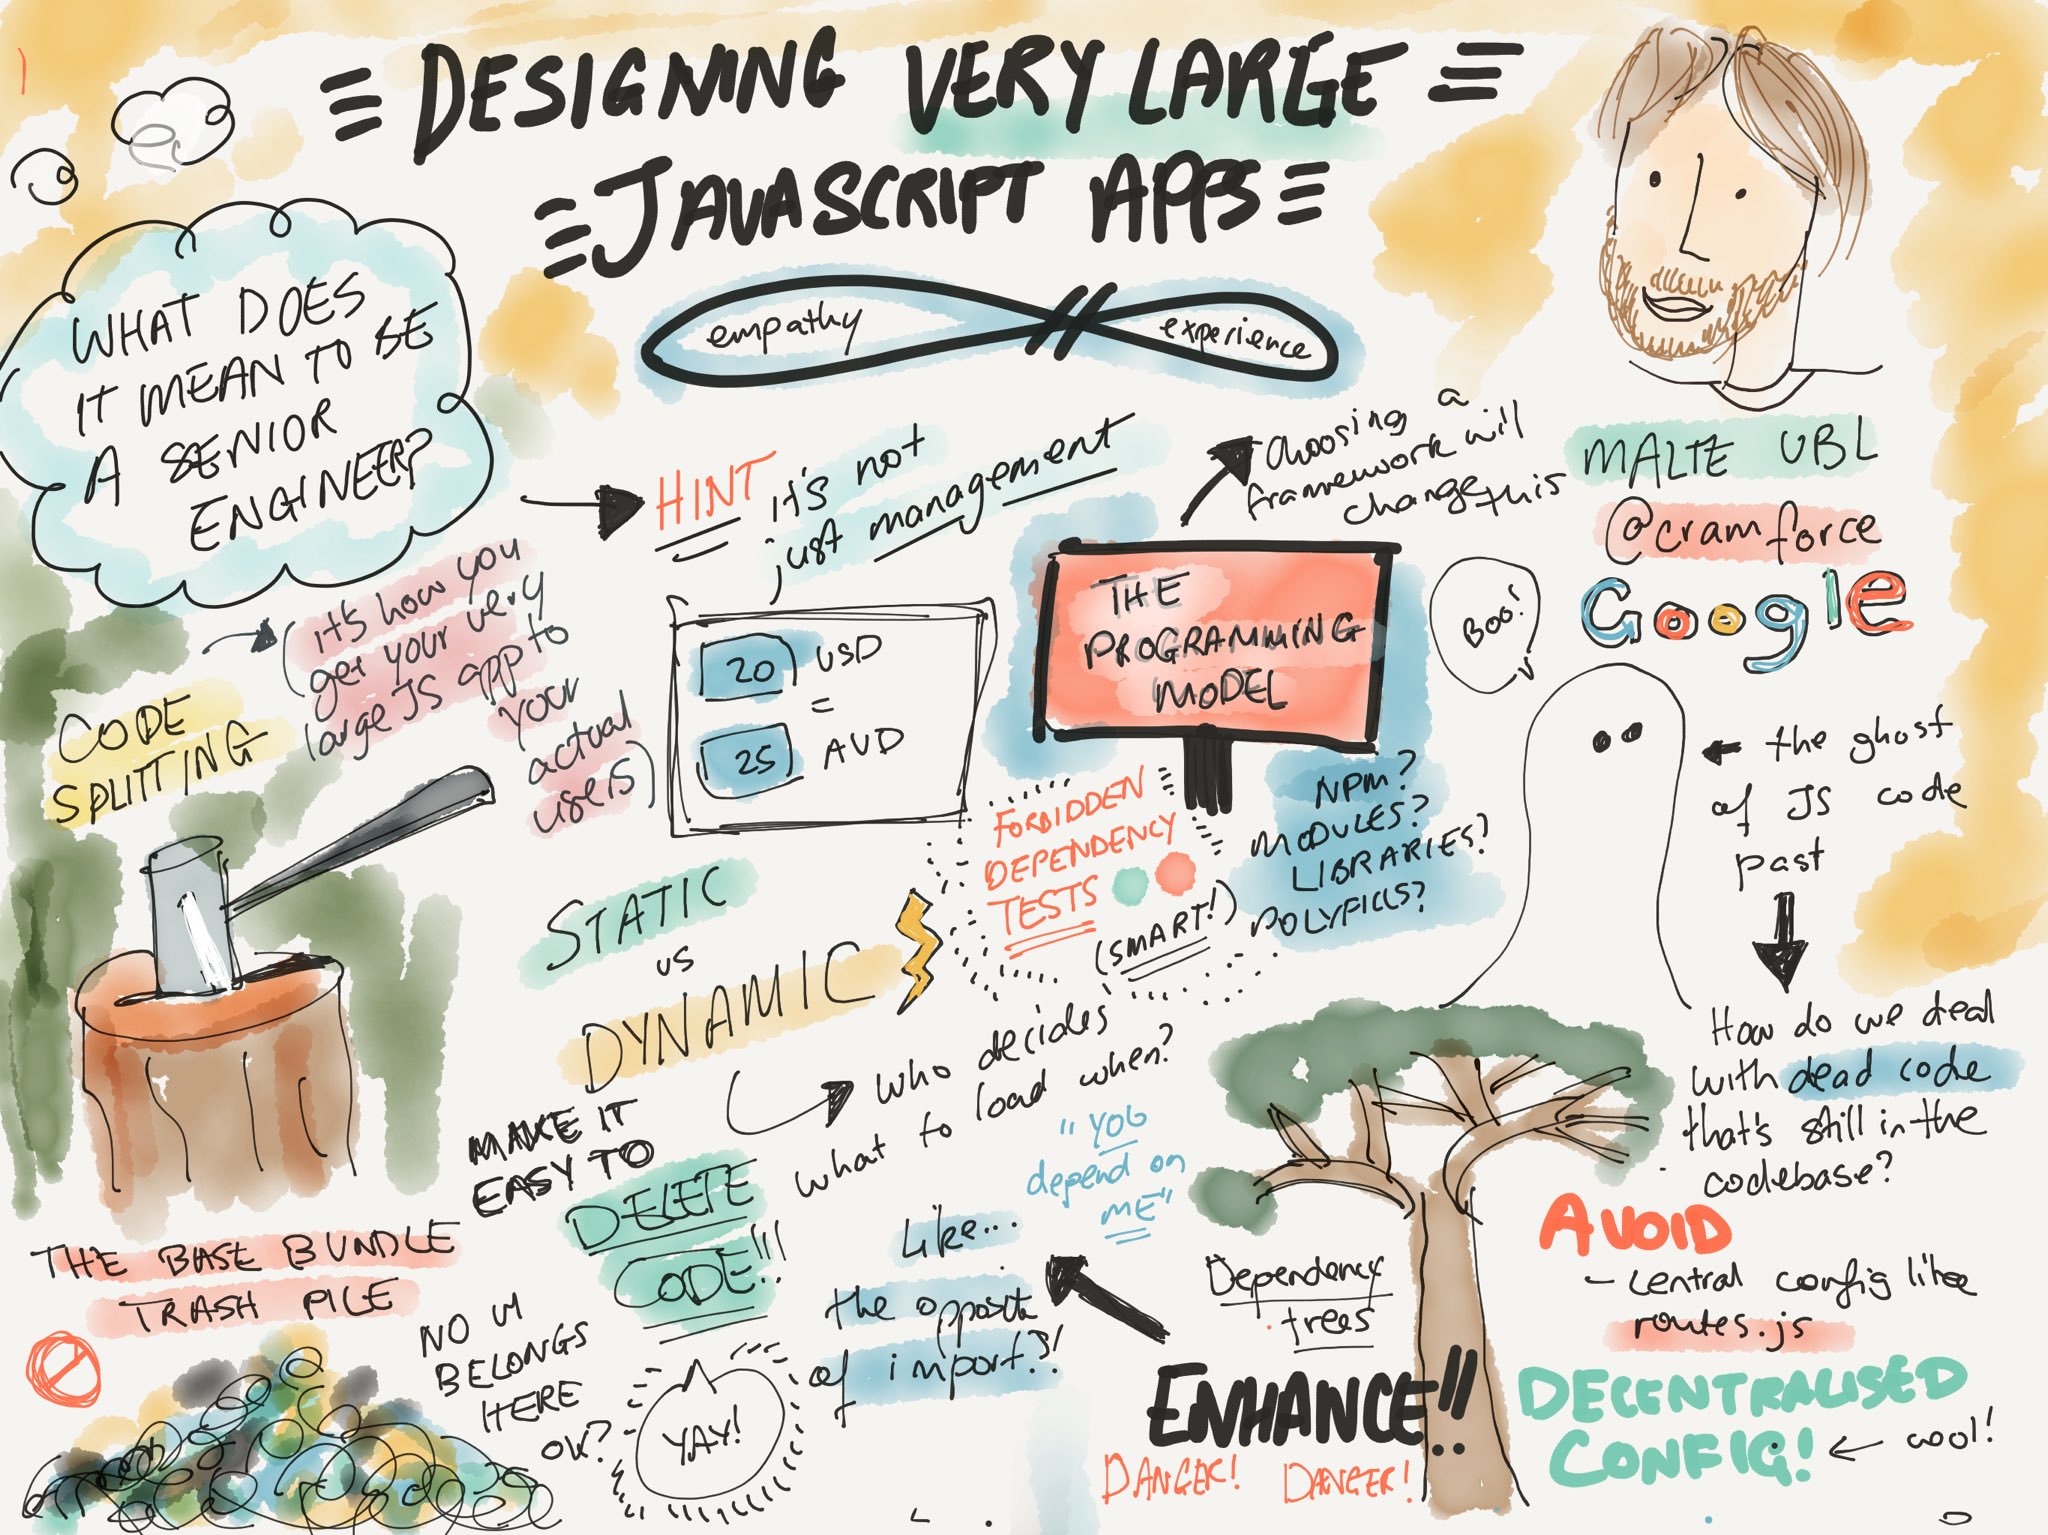 DESIGNING VERY LARGE
JAVASCRIPT APPS
empathy
experience
WHAT DOES
IT MEAN TO BE
A SENIOR
ENGINEER?
HINT
it's not
just management
Choosing a
framework will
change this
MALTE UBL
@cramforce
Google
CODE
SPLITTING
(it's how you
get your very
large JS app to
your
actual
users)
20 USD
=
25 AUD
THE
PROGRAMMING
MODEL
BOO!
the ghost
of JS code
past
FORBIDDEN
DEPENDENCY
TESTS
(SMART!)
NPM?
MODULES?
LIBRARIES?
POLYFILLS?
STATIC
vs
DYNAMIC
who decides
what to load when?
How do we deal
with dead code
that's still in the
codebase?
MAKE IT
EASY TO
DELETE
CODE!!!
YAY!
"YOU
depend on
ME"
Like...
the opposite
of import?!
Dependency
trees
ENHANCE!!
DANGER! DANGER!
AVOID
- central config like
routes.js
DECENTRALISED
CONFIG!
cool!
THE BASE BUNDLE
TRASH PILE
BELONGS
HERE
OK?